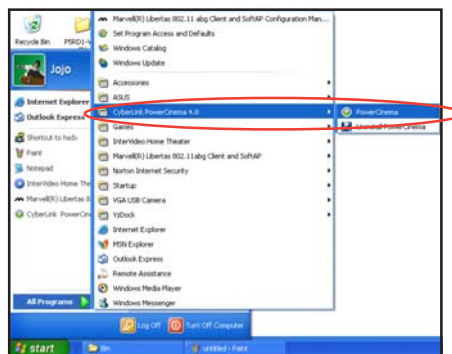 Recycle Bin
P5RD1-V
Jojo
Internet Explorer
Outlook Express
Shortcut to hedv
Paint
Notepad
InterVideo Home The
Marvell(R) Libertas 8
CyberLink PowerCin
All Programs
Marvell(R) Libertas 802.11 abg Client and SoftAP Configuration Man...
Set Program Access and Defaults
Windows Catalog
Windows Update
Accessories
ASUS
CyberLink PowerCinema 4.0
Games
InterVideo Home Theater
Marvell(R) Libertas 802.11abg Client and SoftAP
Norton Internet Security
Startup
VGA USB Camera
YzDock
Internet Explorer
MSN Explorer
Outlook Express
Remote Assistance
Windows Media Player
Windows Messenger
PowerCinema
Uninstall PowerCinema
Log Off
Turn Off Computer
start
Bin
untitled - Paint